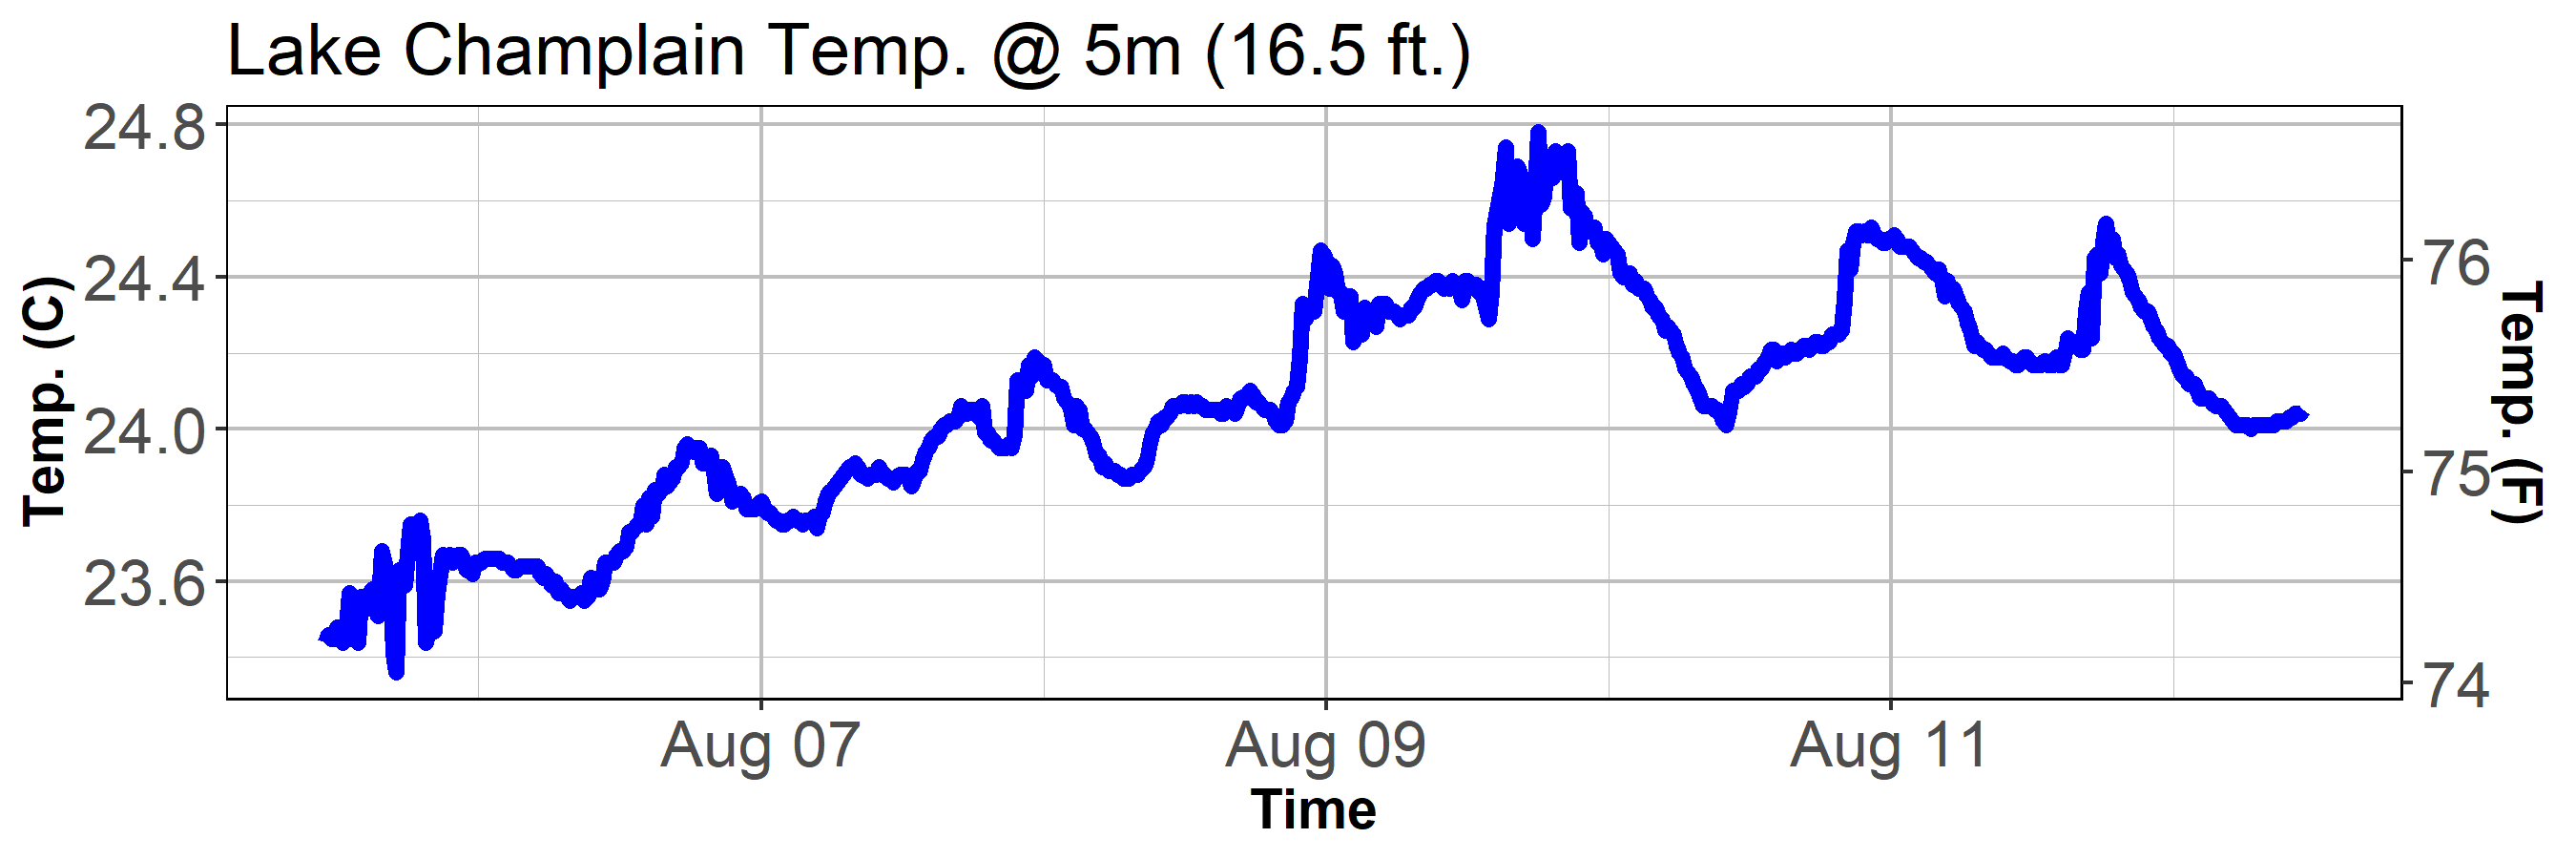 Lake Champlain Temp. @ 5m (16.5 ft.)
24.8
24.4
24.0
23.6
Temp. (C)
76
75
74
Temp. (F)
Aug 07 Aug 09 Aug 11
Time